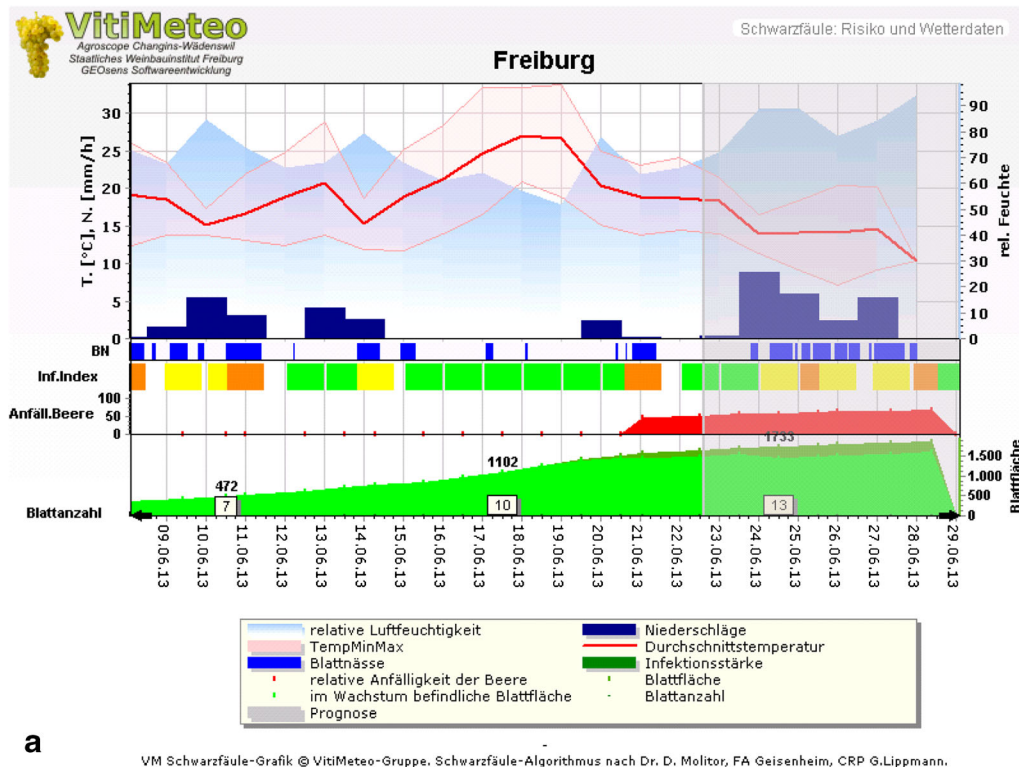 VitiMeteo
Agroscope Changins-Wädenswil
Staatliches Weinbauinstitut Freiburg
GEOsens Softwareentwicklung
Schwarzfäule: Risiko und Wetterdaten
Freiburg
T. [°C], N. [mm/h]
30
25
20
15
10
5
0
rel. Feuchte
90
80
70
60
50
40
30
20
10
0
BN
Inf.Index
Anfäll.Beere
100
50
0
Blattanzahl
472
7
1102
10
1733
13
1.500
1.000
500
0
Blattfläche
09.06.13
10.06.13
11.06.13
12.06.13
13.06.13
14.06.13
15.06.13
16.06.13
17.06.13
18.06.13
19.06.13
20.06.13
21.06.13
22.06.13
23.06.13
24.06.13
25.06.13
26.06.13
27.06.13
28.06.13
29.06.13
relative Luftfeuchtigkeit
TempMinMax
Blattnässe
relative Anfälligkeit der Beere
im Wachstum befindliche Blattfläche
Prognose
Niederschläge
Durchschnittstemperatur
Infektionsstärke
Blattfläche
Blattanzahl
a
-
VM Schwarzfäule-Grafik © VitiMeteo-Gruppe. Schwarzfäule-Algorithmus nach Dr. D. Molitor, FA Geisenheim, CRP G.Lippmann.